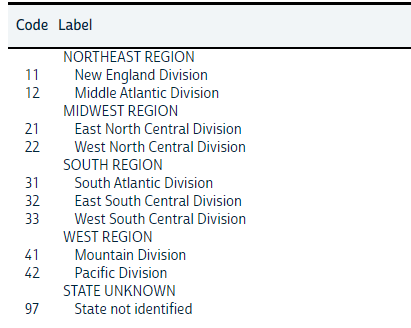 Code Label
NORTHEAST REGION
11 New England Division
12 Middle Atlantic Division
MIDWEST REGION
21 East North Central Division
22 West North Central Division
SOUTH REGION
31 South Atlantic Division
32 East South Central Division
33 West South Central Division
WEST REGION
41 Mountain Division
42 Pacific Division
STATE UNKNOWN
97 State not identified